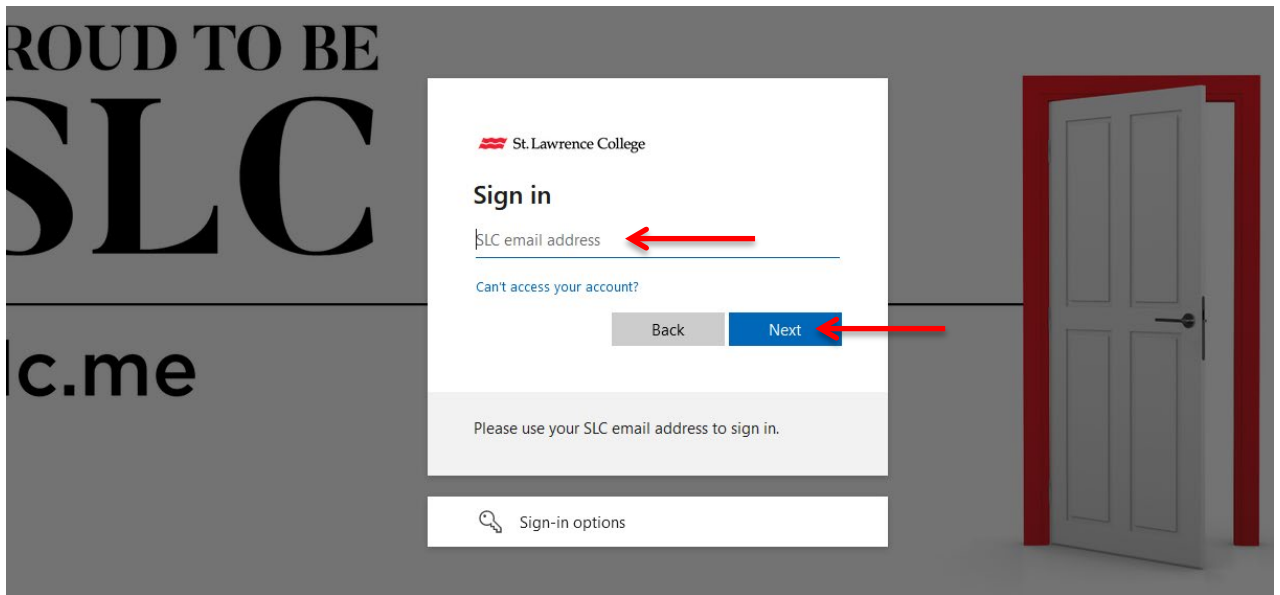 ROUD TO BE
SLC
lc.me
St. Lawrence College
Sign in
SLC email address
Can't access your account?
Back
Next
Please use your SLC email address to sign in.
Sign-in options